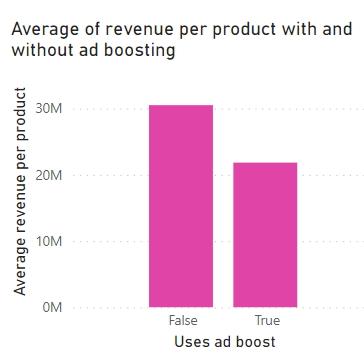 Average of revenue per product with and
without ad boosting
Average revenue per product
30M
20M
10M
0M
False
True
Uses ad boost